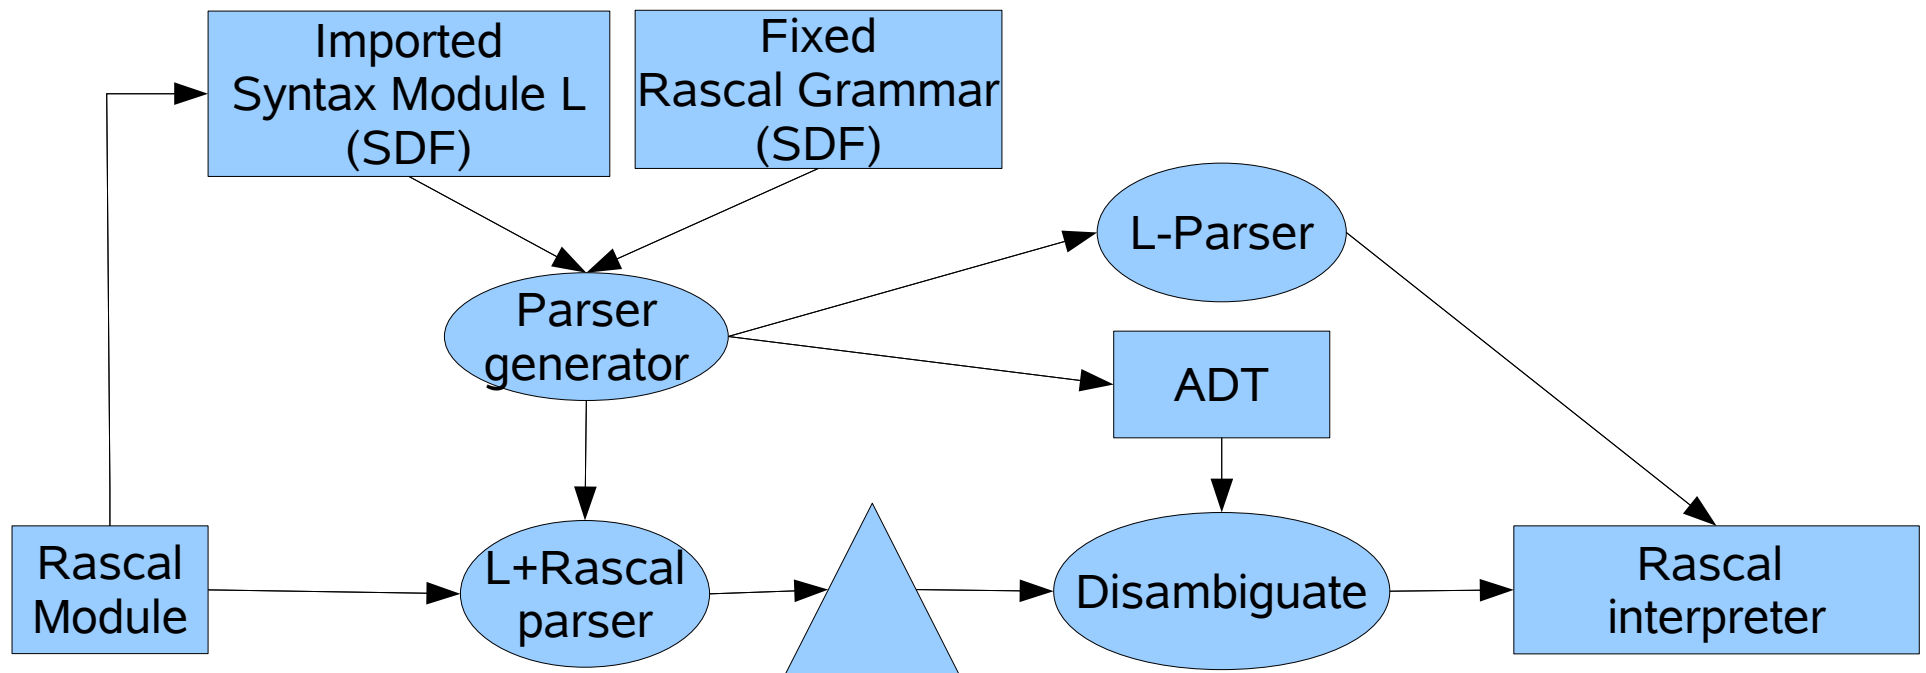 Imported
Syntax Module L
(SDF)
Fixed
Rascal Grammar
(SDF)
L-Parser
Parser
generator
ADT
Rascal
Module
L+Rascal
parser
Disambiguate
Rascal
interpreter